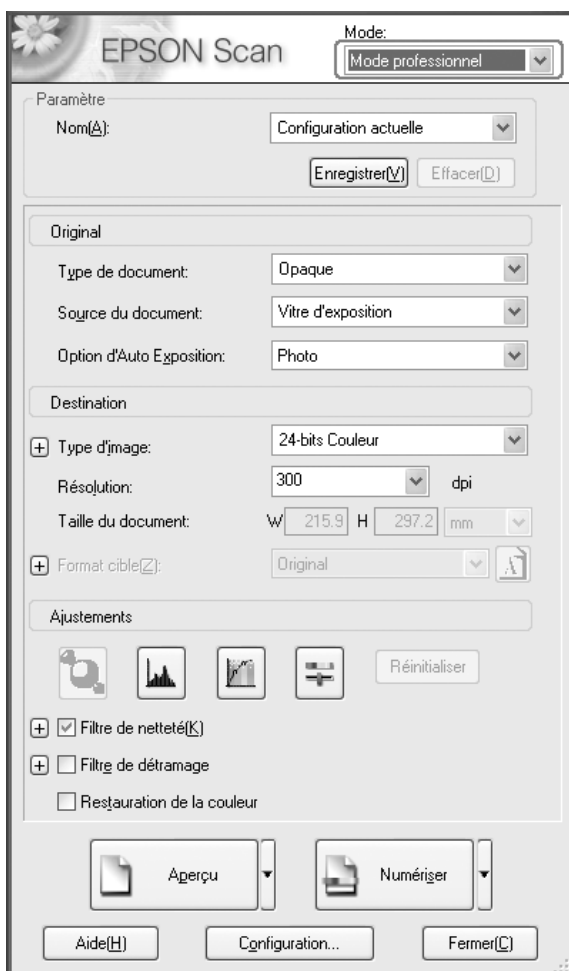 EPSON Scan
Mode:
Mode professionnel
Paramètre
Nom(A):
Configuration actuelle
Enregistrer(V)
Effacer(D)
Original
Type de document:
Opaque
Source du document:
Vitre d'exposition
Option d'Auto Exposition:
Photo
Destination
Type d'image:
24-bits Couleur
Résolution:
300
dpi
Taille du document:
W
215.9
H
297.2
mm
Format cible(Z):
Original
A
Ajustements
Réinitialiser
Filtre de netteté(K)
Filtre de détramage
Restauration de la couleur
Aperçu
Numériser
Aide(H)
Configuration...
Fermer(C)